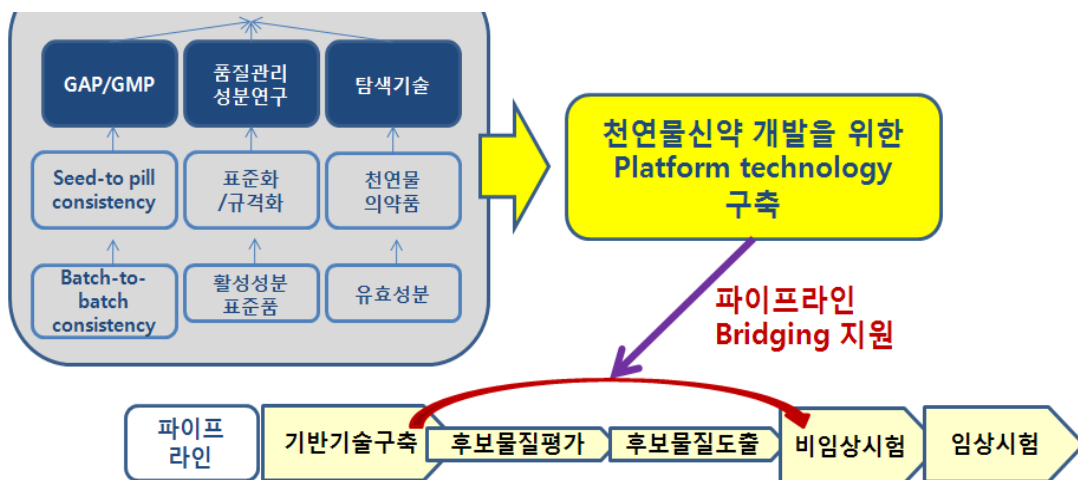 GAP/GMP
품질관리
성분연구
탐색기술
Seed-to pill
consistency
표준화
/규격화
천연물
의약품
Batch-to-
batch
consistency
활성성분
표준품
유효성분
천연물신약 개발을 위한
Platform technology
구축
파이프라인
Bridging 지원
파이프
라인
기반기술구축
후보물질평가
후보물질도출
비임상시험
임상시험